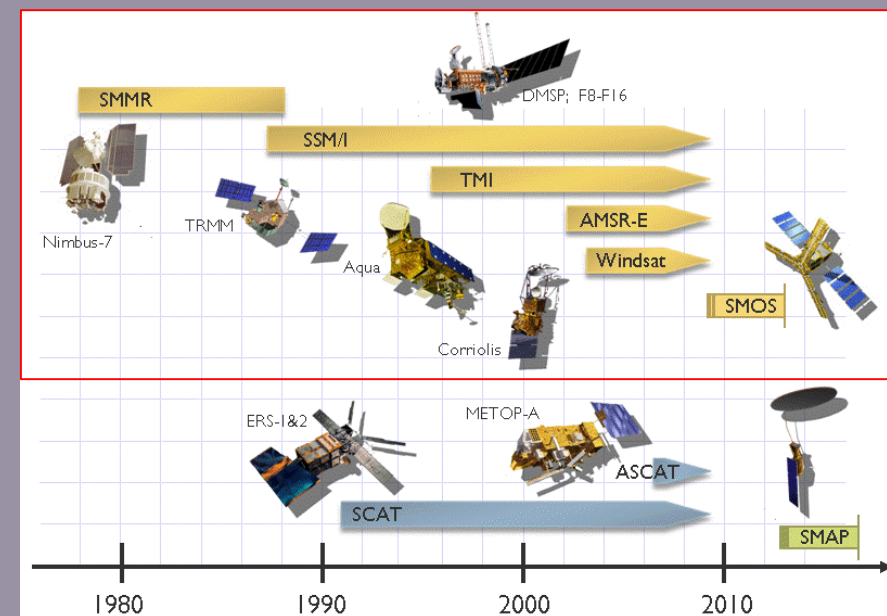 SMMR
DMSP; F8-F16
SSM/I
TMI
TRMM
AMSR-E
Nimbus-7
Aqua
Windsat
SMOS
Corriolis
ERS-1&2
METOP-A
ASCAT
SCAT
SMAP
1980 1990 2000 2010